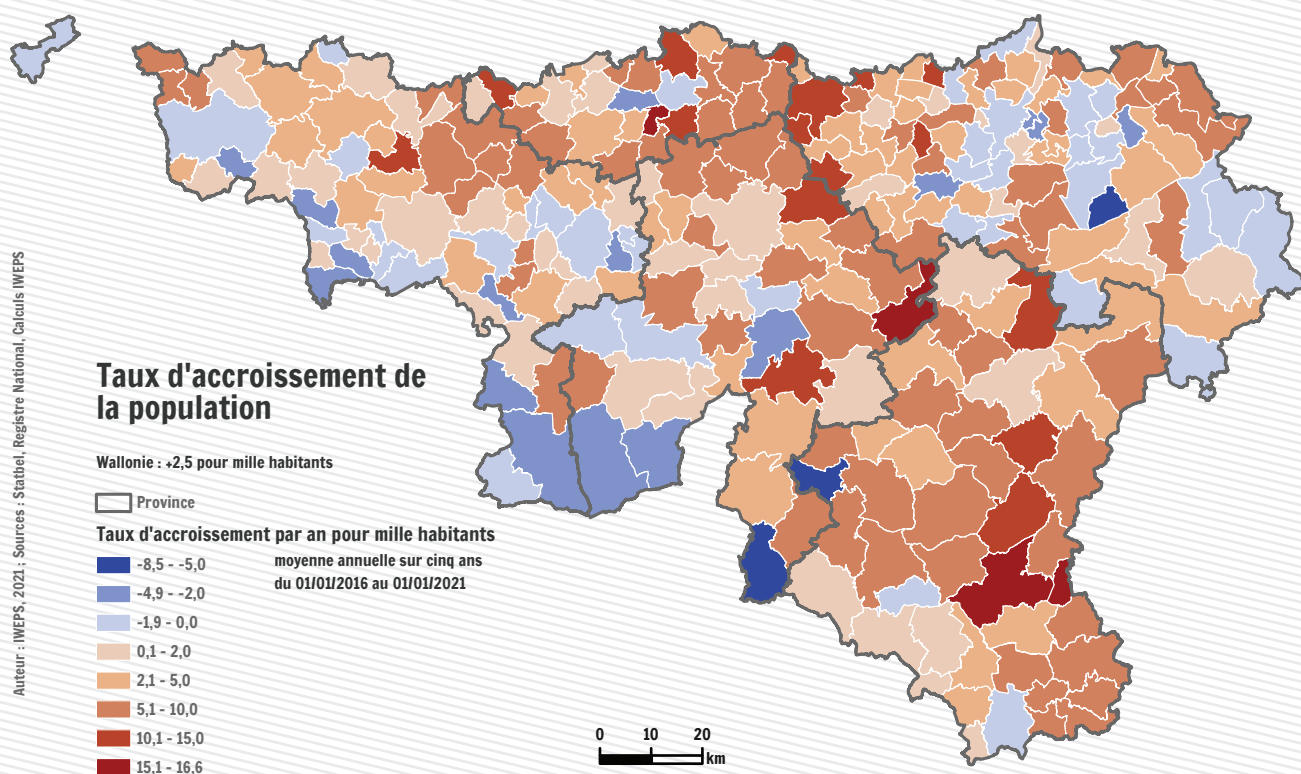 Taux d'accroissement de
la population
Wallonie : +2,5 pour mille habitants
Province
Taux d'accroissement par an pour mille habitants
moyenne annuelle sur cinq ans
du 01/01/2016 au 01/01/2021
-8,5 - -5,0
-4,9 - -2,0
-1,9 - 0,0
0,1 - 2,0
2,1 - 5,0
5,1 - 10,0
10,1 - 15,0
15,1 - 16,6
0 10 20
km
Auteur : IWEPS, 2021 ; Sources : Statbel, Registre National, Calculs IWEPS